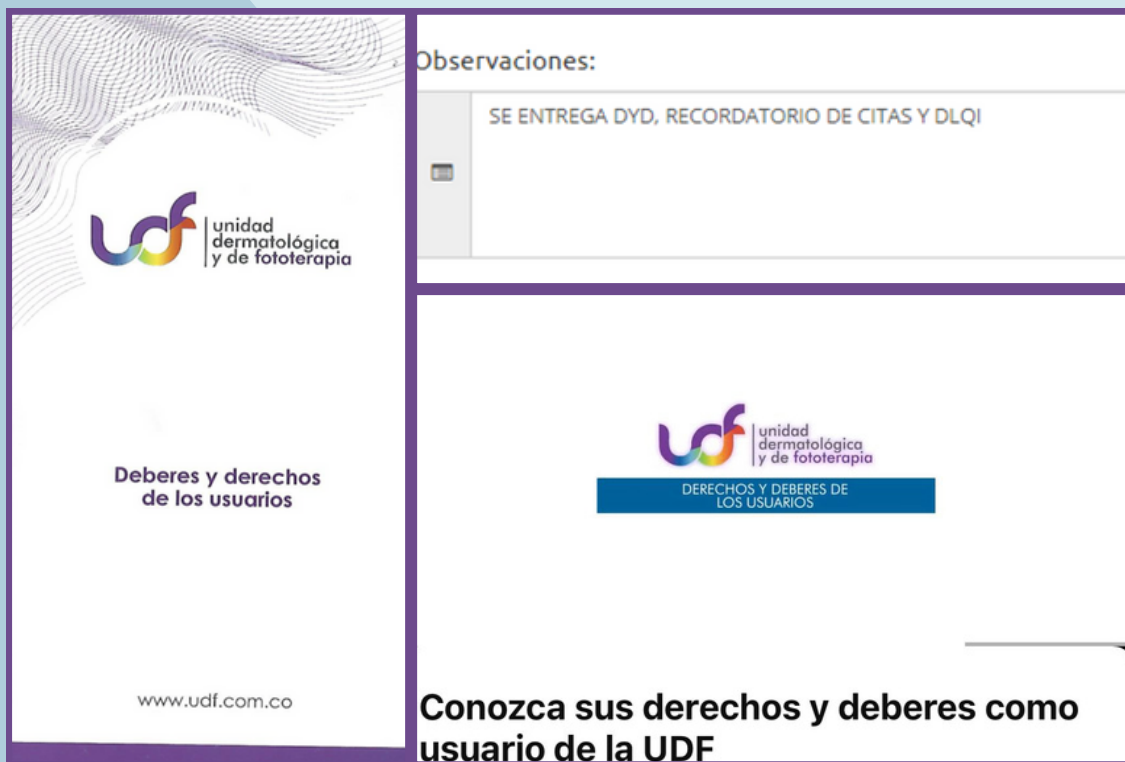 udf
unidad
dermatológica
y de fototerapia
Deberes y derechos
de los usuarios
www.udf.com.co
Observaciones:
SE ENTREGA DYD, RECORDATORIO DE CITAS Y DLQI
udf
unidad
dermatológica
y de fototerapia
DERECHOS Y DEBERES DE
LOS USUARIOS
Conozca sus derechos y deberes como
usuario de la UDF